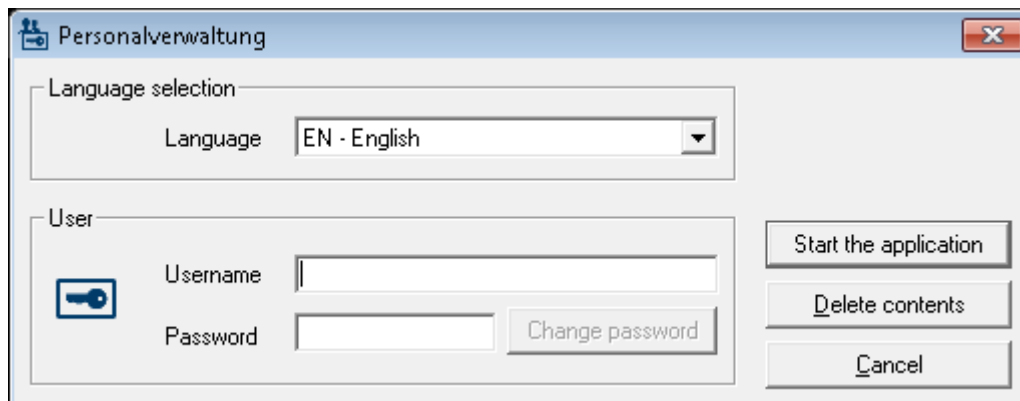 Personalverwaltung
Language selection
Language EN - English
User
Username
Password Change password
Start the application
Delete contents
Cancel